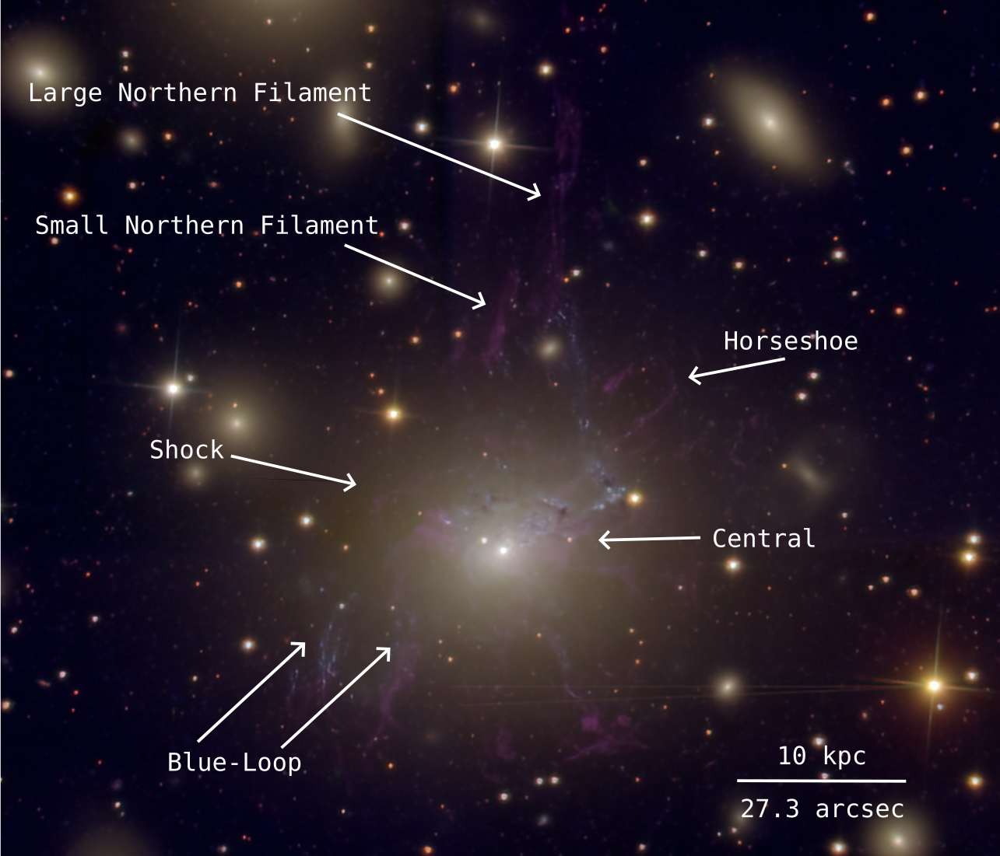 Large Northern Filament
Small Northern Filament
Horseshoe
Shock
Central
Blue-Loop
10 kpc
27.3 arcsec